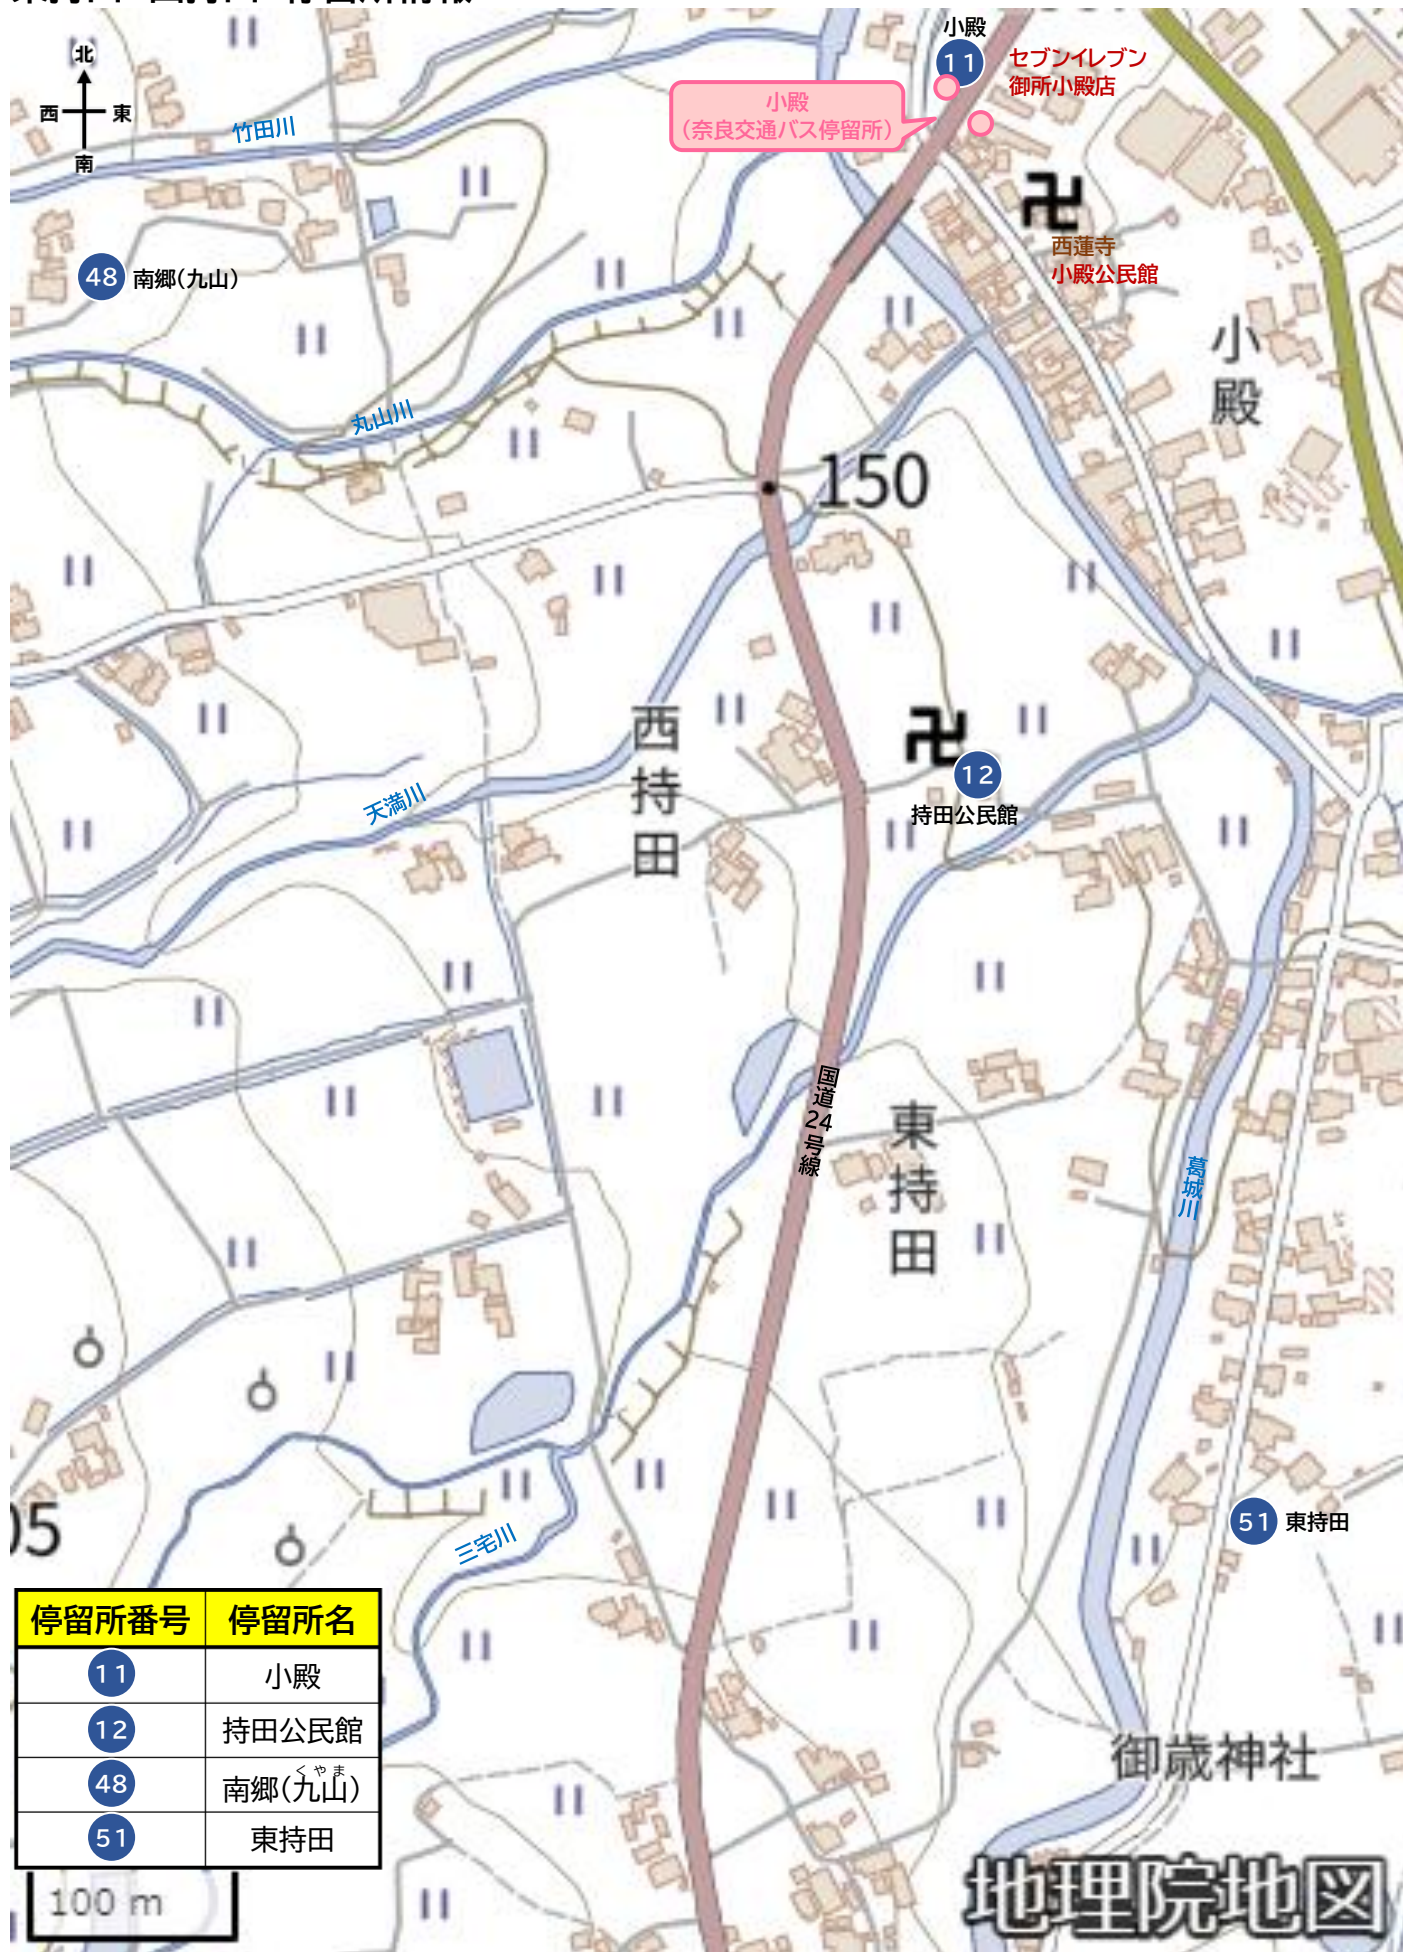 北
西
東
南
竹田川
小殿
11
セブンイレブン
御所小殿店
小殿
（奈良交通バス停留所）
西蓮寺
小殿公民館
48 南郷（九山）
小殿
丸山川
150
西持田
12
持田公民館
天満川
国道24号線
東持田
葛城川
51 東持田
三宅川
05
停留所番号 停留所名
11 小殿
12 持田公民館
くやま
48 南郷（九山）
51 東持田
100 m
御歳神社
地理院地図